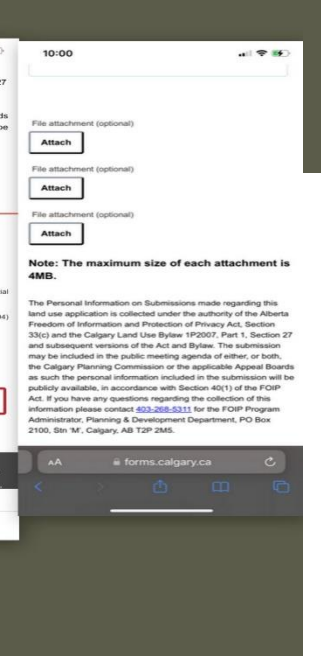 10:00
File attachment (optional)
Attach
File attachment (optional)
Attach
File attachment (optional)
Attach
Note: The maximum size of each attachment is
4MB.
The Personal Information on Submissions made regarding this
land use application is collected under the authority of the Alberta
Freedom of Information and Protection of Privacy Act, Section
33(c) and the Calgary Land Use Bylaw 1P2007, Part 1, Section 27
and subsequent versions of the Act and Bylaw. The submission
may be included in the public meeting agenda of either, or both,
the Calgary Planning Commission or the applicable Appeal Boards
as such the personal information included in the submission will be
publicly available, in accordance with Section 40(1) of the FOIP
Act. If you have any questions regarding the collection of this
information please contact 403-268-5311 for the FOIP Program
Administrator, Planning & Development Department, PO Box
2100, Stn 'M', Calgary, AB T2P 2M5.
AA
forms.calgary.ca